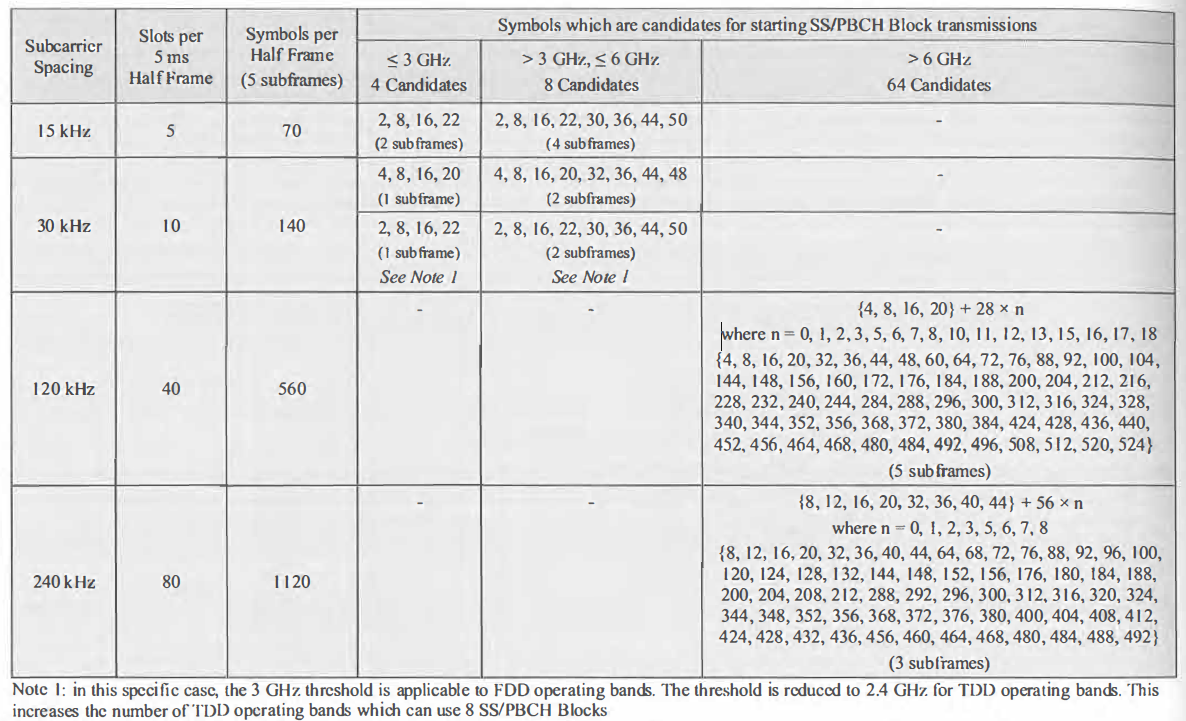 Symbols which are candidates for starting SS/PBCH Block transmissions
Subcarrier
Spacing
Slots per
5 ms
Half Frame
Symbols per
Half Frame
(5 subframes)
≤ 3 GHz
4 Candidates
> 3 GHz, ≤ 6 GHz
8 Candidates
> 6 GHz
64 Candidates
15 kHz
5
70
2, 8, 16, 22
(2 subframes)
2, 8, 16, 22, 30, 36, 44, 50
(4 subframes)
-
30 kHz
10
140
4, 8, 16, 20
(1 subframe)
4, 8, 16, 20, 32, 36, 44, 48
(2 subframes)
-
2, 8, 16, 22
(1 subframe)
See Note 1
2, 8, 16, 22, 30, 36, 44, 50
(2 subframes)
See Note 1
-
120 kHz
40
560
-
-
{4, 8, 16, 20} + 28 × n
where n = 0, 1, 2, 3, 5, 6, 7, 8, 10, 11, 12, 13, 15, 16, 17, 18
{4, 8, 16, 20, 32, 36, 44, 48, 60, 64, 72, 76, 88, 92, 100, 104,
144, 148, 156, 160, 172, 176, 184, 188, 200, 204, 212, 216,
228, 232, 240, 244, 284, 288, 296, 300, 312, 316, 324, 328,
340, 344, 352, 356, 368, 372, 380, 384, 424, 428, 436, 440,
452, 456, 464, 468, 480, 484, 492, 496, 508, 512, 520, 524}
(5 subframes)
240 kHz
80
1120
-
-
{8, 12, 16, 20, 32, 36, 40, 44} + 56 × n
where n = 0, 1, 2, 3, 5, 6, 7, 8
{8, 12, 16, 20, 32, 36, 40, 44, 64, 68, 72, 76, 88, 92, 96, 100,
120, 124, 128, 132, 144, 148, 152, 156, 176, 180, 184, 188,
200, 204, 208, 212, 288, 292, 296, 300, 312, 316, 320, 324,
344, 348, 352, 356, 368, 372, 376, 380, 400, 404, 408, 412,
424, 428, 432, 436, 456, 460, 464, 468, 480, 484, 488, 492}
(3 subframes)
Note 1: in this specific case, the 3 GHz threshold is applicable to FDD operating bands. The threshold is reduced to 2.4 GHz for TDD operating bands. This
increases the number of TDD operating bands which can use 8 SS/PBCH Blocks